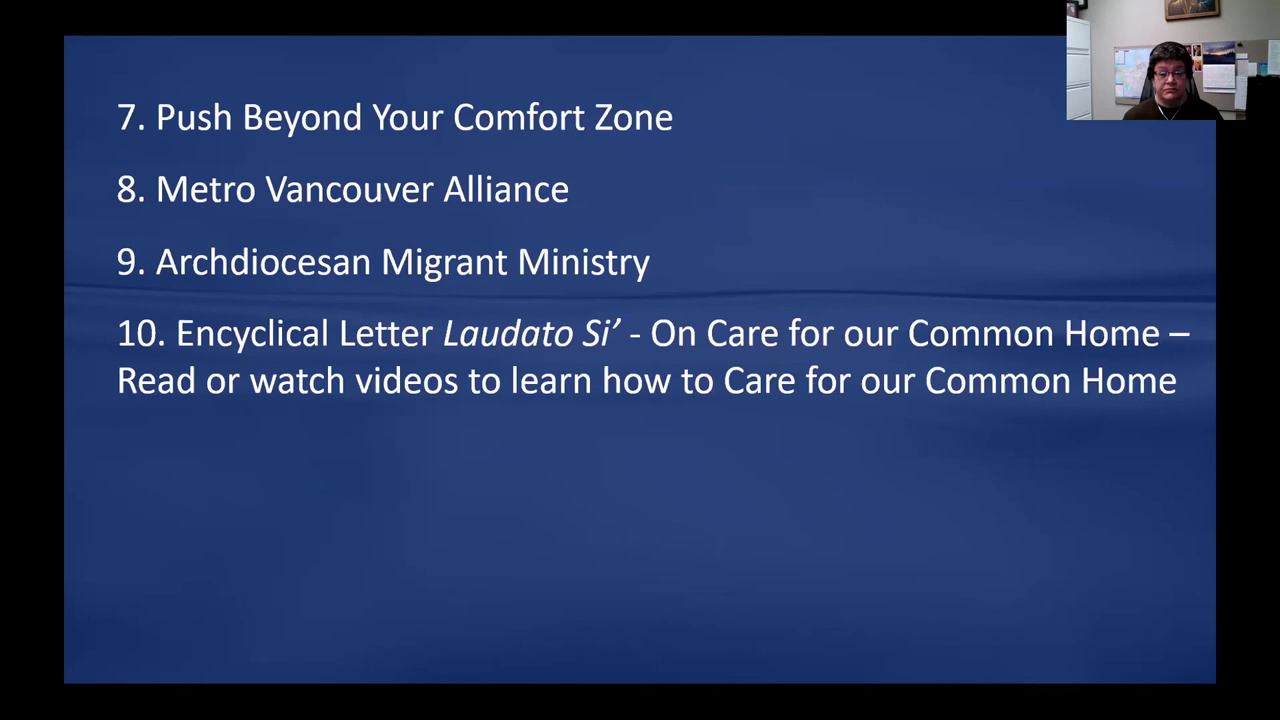 7. Push Beyond Your Comfort Zone
8. Metro Vancouver Alliance
9. Archdiocesan Migrant Ministry
10. Encyclical Letter Laudato Si’ - On Care for our Common Home –
Read or watch videos to learn how to Care for our Common Home